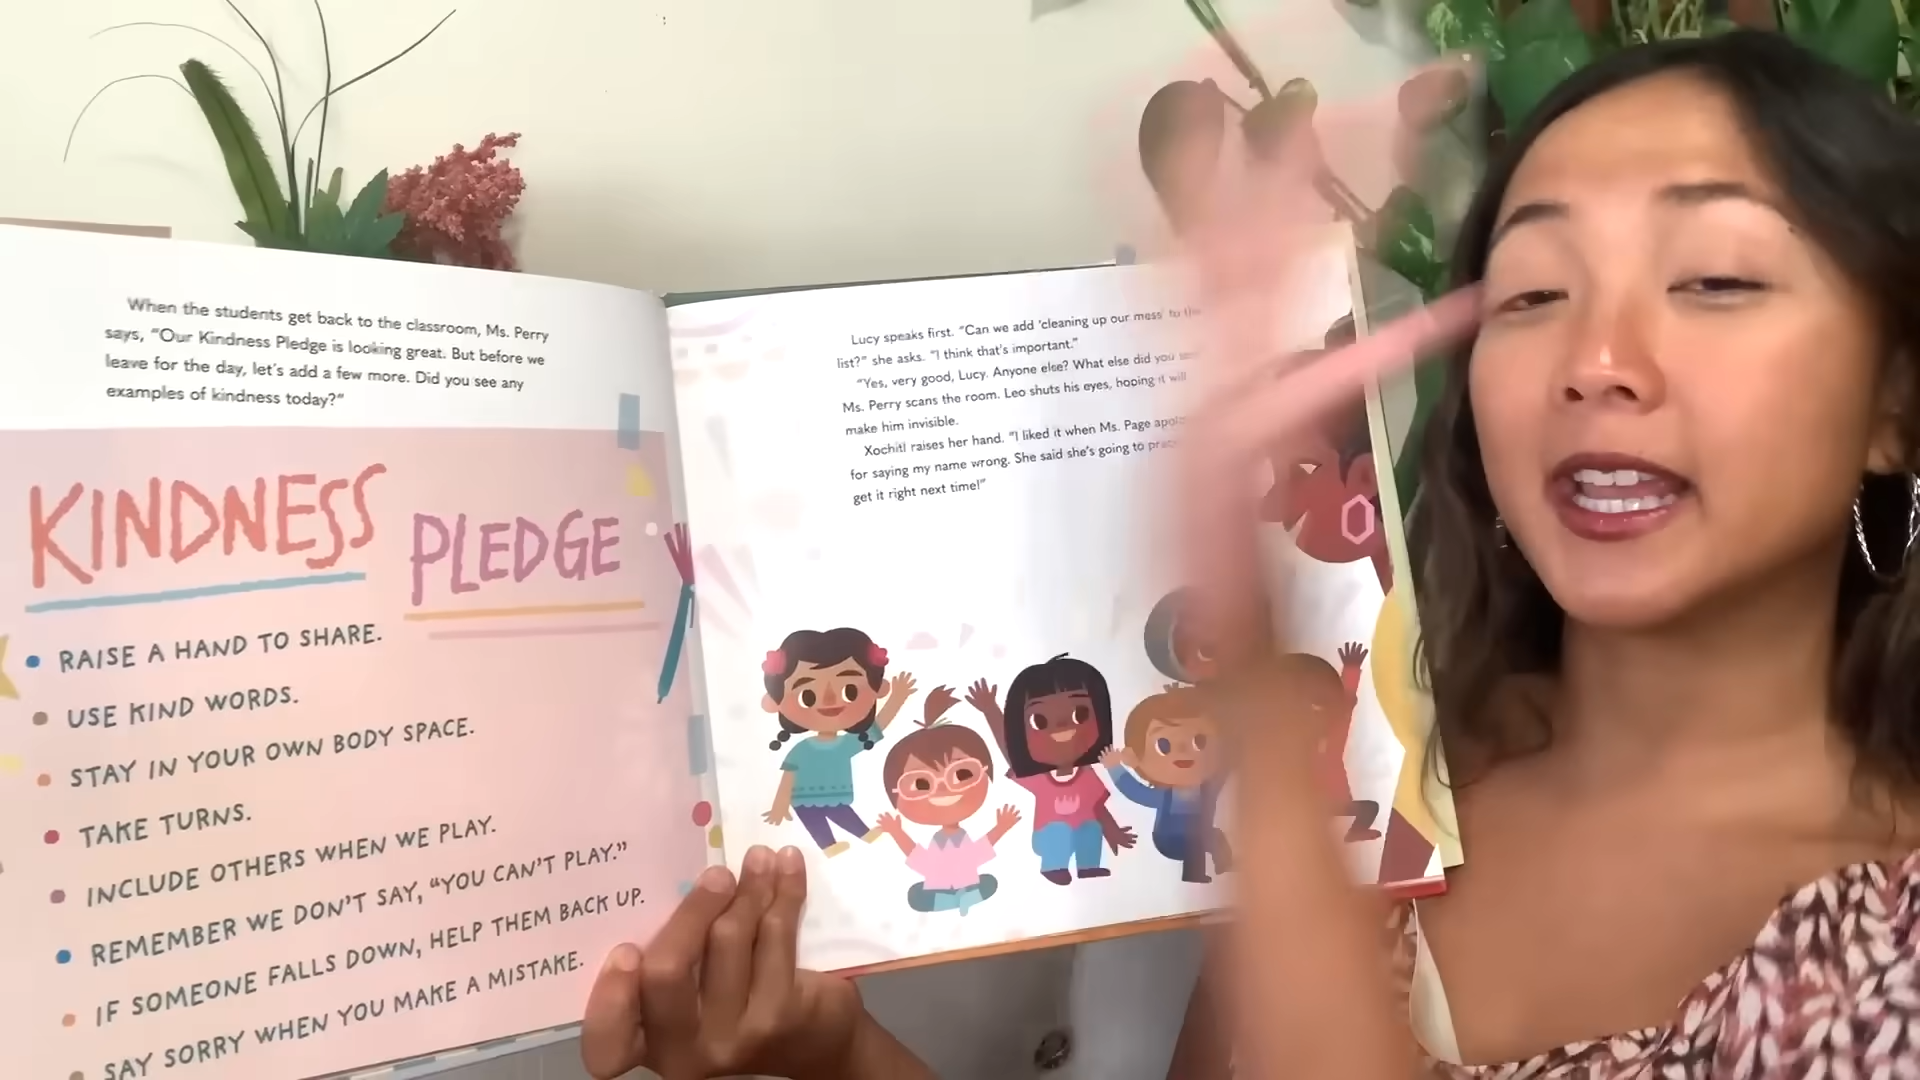 When the students get back to the classroom, Ms. Perry
says, "Our Kindness Pledge is looking great. But before we
leave for the day, let's add a few more. Did you see any
examples of kindness today?"
KINDNESS PLEDGE
• RAISE A HAND TO SHARE.
• USE KIND WORDS.
• STAY IN YOUR OWN BODY SPACE.
• TAKE TURNS.
• INCLUDE OTHERS WHEN WE PLAY.
• REMEMBER WE DON'T SAY, "YOU CAN'T PLAY."
• IF SOMEONE FALLS DOWN, HELP THEM BACK UP.
• SAY SORRY WHEN YOU MAKE A MISTAKE.
Lucy speaks first. "Can we add 'cleaning up our mess' to the
list?" she asks. "I think that's important."
"Yes, very good, Lucy. Anyone else? What else did you
Ms. Perry scans the room. Leo shuts his eyes, hoping it will
make him invisible.
Xochitl raises her hand. "I liked it when Ms. Page
for saying my name wrong. She said she's going to
get it right next time!"